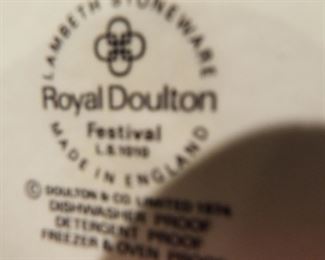 LAMBETH STONEWARE
Royal Doulton
Festival
L.S.1010
MADE IN ENGLAND
© DOULTON & CO. LIMITED 1974
DISHWASHER PROOF
DETERGENT PROOF
FREEZER & OVEN PROOF